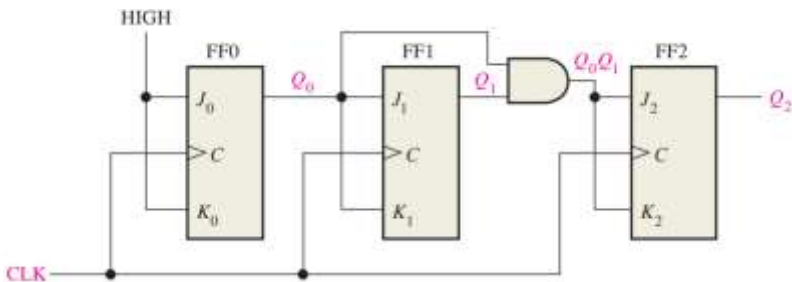 HIGH
FF0
FF1
FF2
Q₀
Q₁
Q₀Q₁
J₀
J₁
J₂
Q₂
C
C
C
K₀
K₁
K₂
CLK